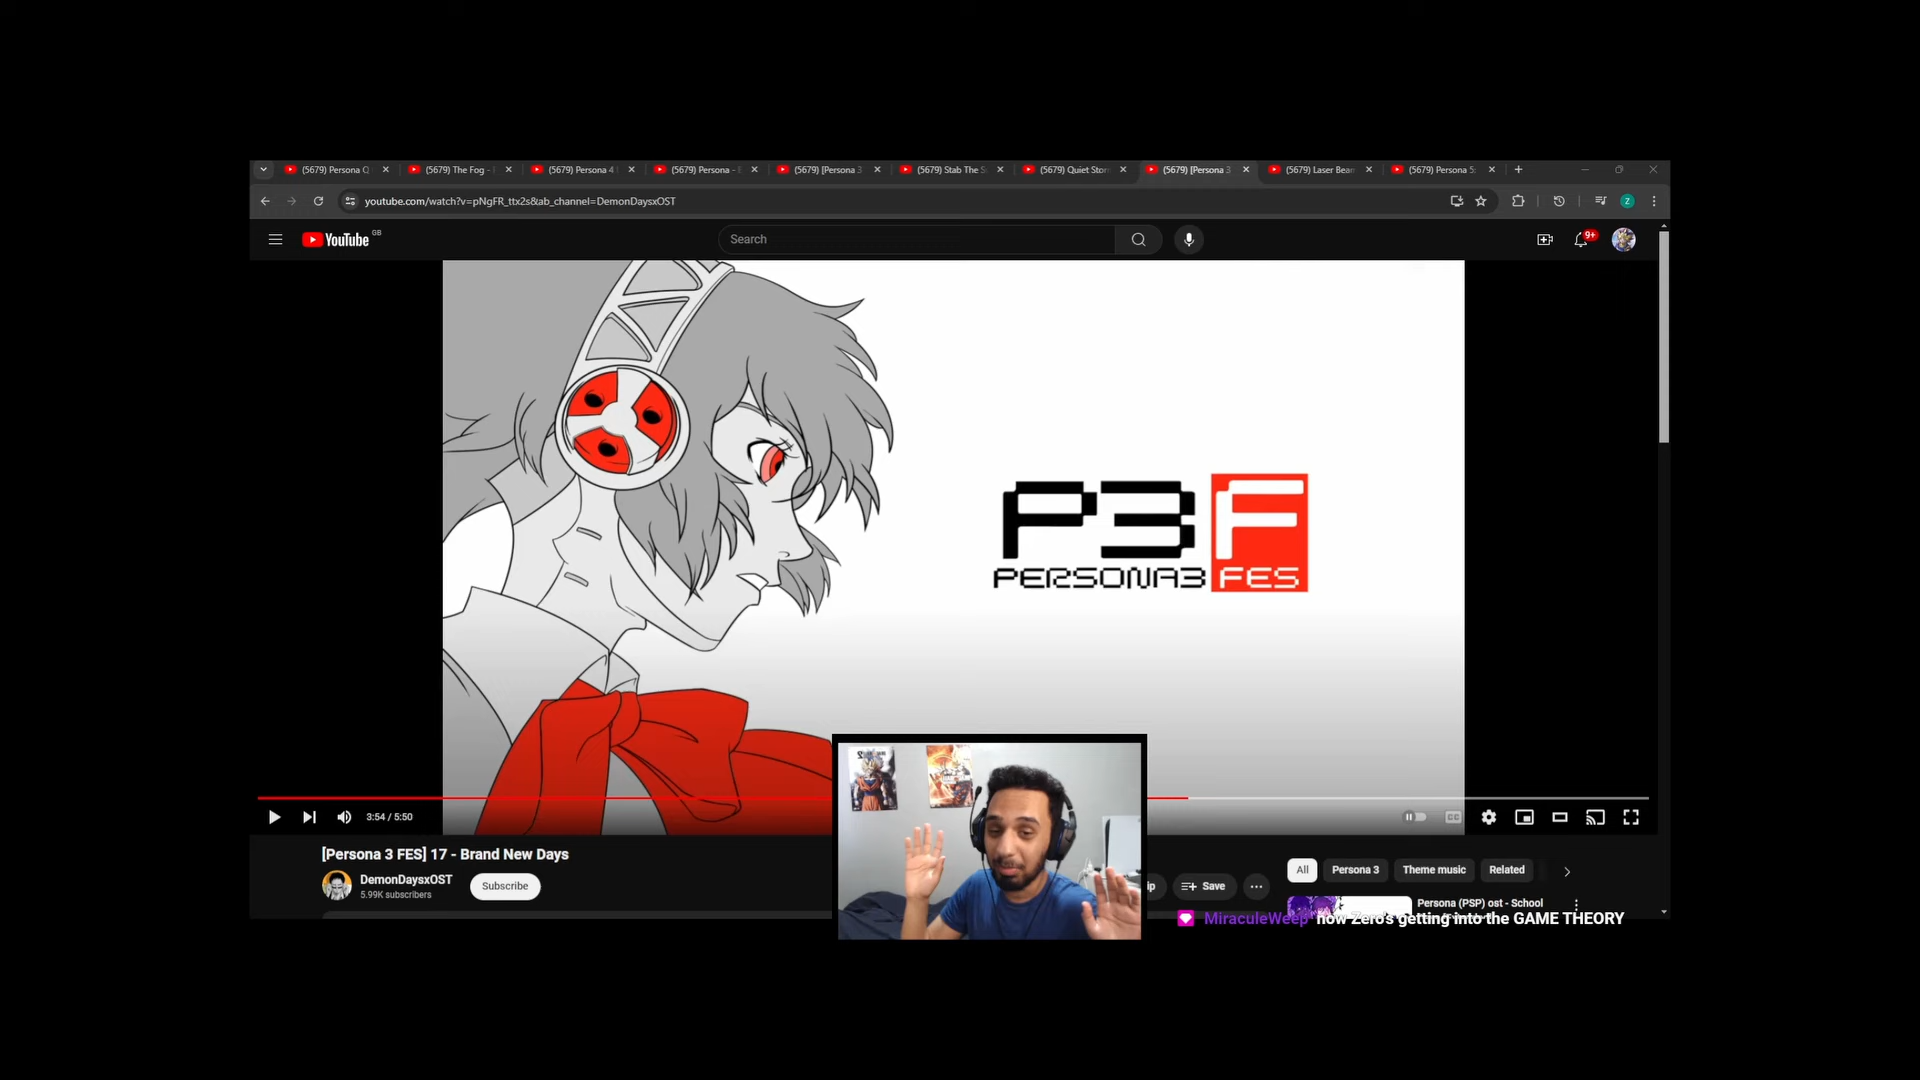 (5679) Persona Q
(5679) The Fog -
(5679) Persona 4
(5679) Persona -
(5679) [Persona 3
(5679) Stab The S
(5679) Quiet Storm
(5679) [Persona 3
(5679) Laser Beam
(5679) Persona 5:
youtube.com/watch?v=pNgFR_ttx2s&ab_channel=DemonDaysxOST
Z
YouTube GB
Search
9+
P3F
PERSONA3 FES
3:54 / 5:50
CC
[Persona 3 FES] 17 - Brand New Days
DemonDaysxOST
5.99K subscribers
Subscribe
ip
Save
All
Persona 3
Theme music
Related
Persona (PSP) ost - School
MiraculeWeep now Zero's getting into the GAME THEORY